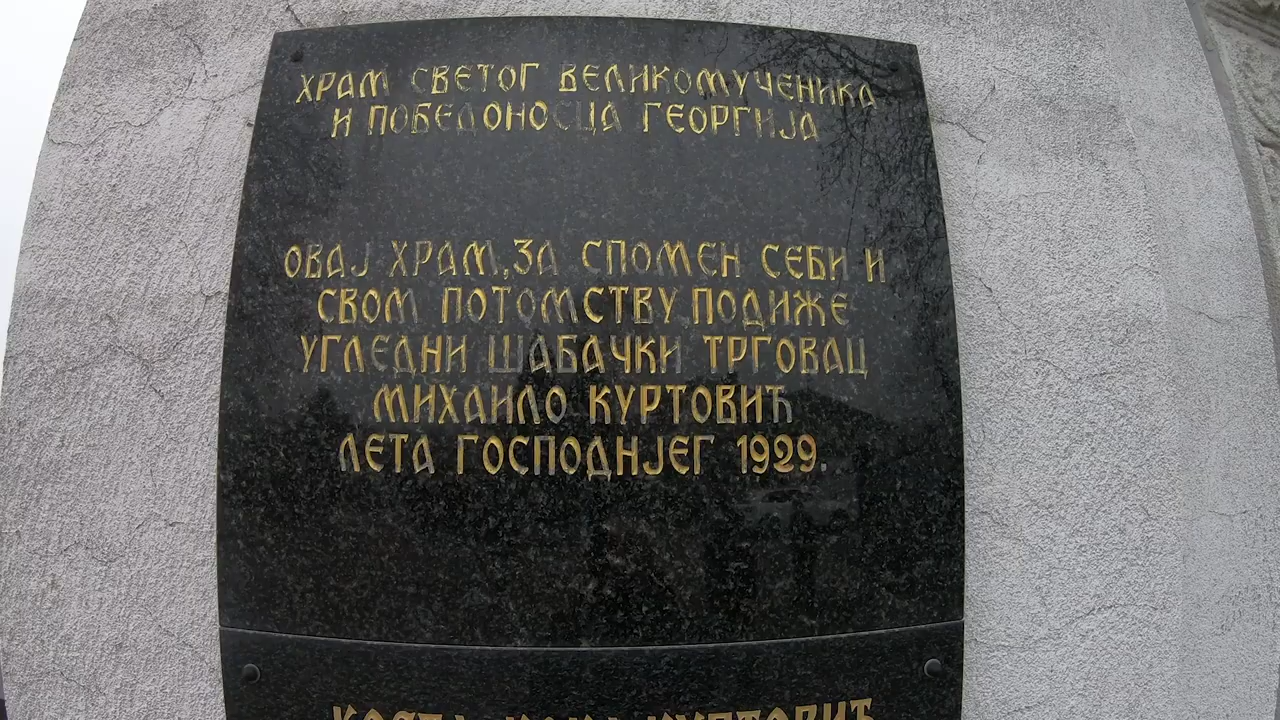 ХРАМ СВЕТОГ ВЕЛИКОМУЧЕНИКА
И ПОБЕДОНОСЦА ГЕОРГИЈА
ОВАЈ ХРАМ, ЗА СПОМЕН СЕБИ И
СВОМ ПОТОМСТВУ ПОДИЖЕ
УГЛЕДНИ ШАБАЧКИ ТРГОВАЦ
МИХАИЛО КУРТОВИЋ
ЛЕТА ГОСПОДЊЕГ 1929.
КУРТОВИЋ